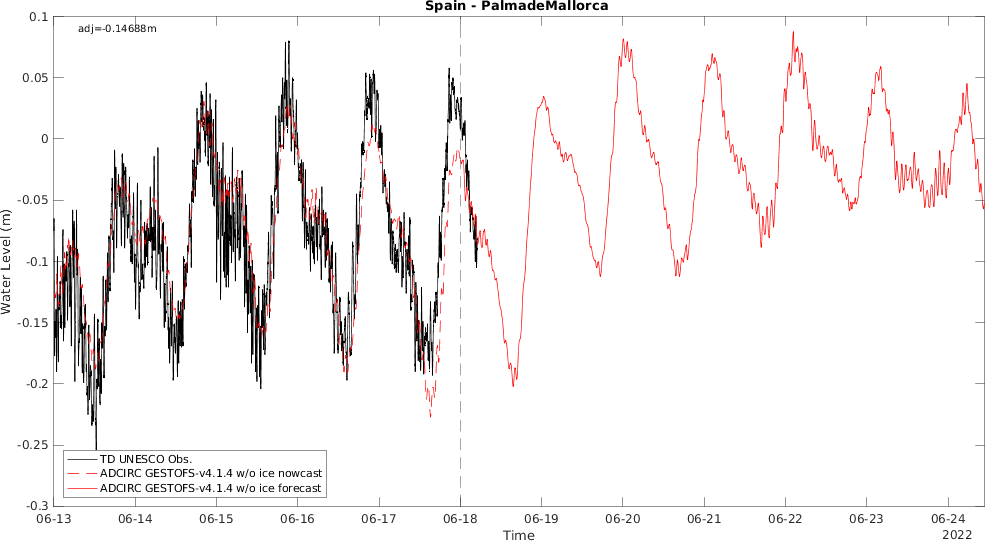 Spain - PalmadeMallorca
adj=-0.14688m
0.1
0.05
0
-0.05
-0.1
-0.15
-0.2
-0.25
-0.3
Water Level (m)
TD UNESCO Obs.
ADCIRC GESTOFS-v4.1.4 w/o ice nowcast
ADCIRC GESTOFS-v4.1.4 w/o ice forecast
06-13 06-14 06-15 06-16 06-17 06-18 06-19 06-20 06-21 06-22 06-23 06-24
Time
2022